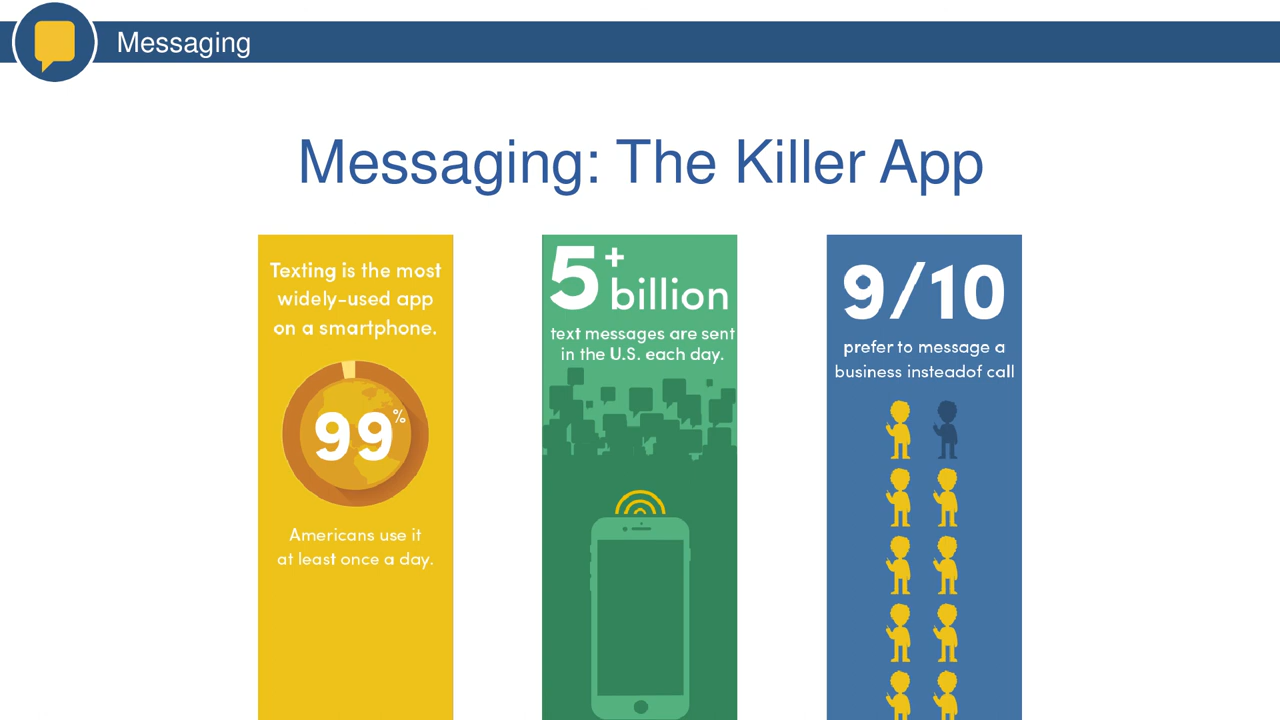 Messaging
Messaging: The Killer App
Texting is the most
widely-used app
on a smartphone.
99%
Americans use it
at least once a day.
5+
billion
text messages are sent
in the U.S. each day.
9/10
prefer to message a
business insteadof call